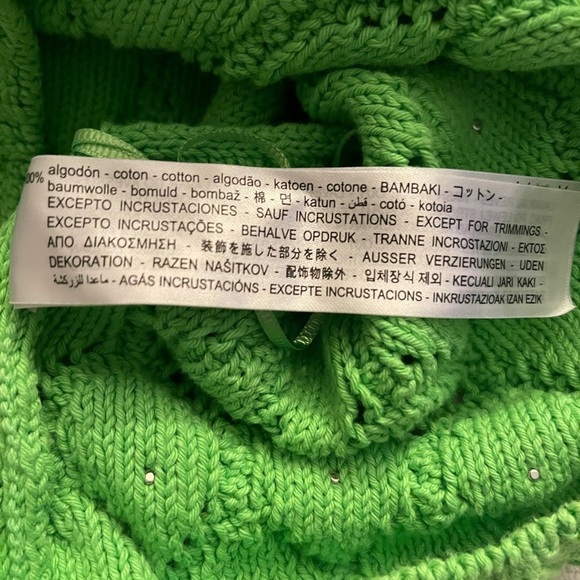 00% algodón - coton - cotton - algodão - katoen - cotone - BAMBAKI - コットン -
baumwolle - bomuld - bombaž - 棉 - 면 - katun - قطن - cotó - kotoia
EXCEPTO INCRUSTACIONES - SAUF INCRUSTATIONS - EXCEPT FOR TRIMMINGS -
EXCEPTO INCRUSTAÇÕES - BEHALVE OPDRUK - TRANNE INCROSTAZIONI - ΕΚΤΟΣ
ΑΠΟ ΔΙΑΚΟΣΜΗΣΗ - 装飾を施した部分を除く - AUSSER VERZIERUNGEN - UDEN
DEKORATION - RAZEN NAŠITKOV - 配饰物除外 - 입체장식 제외 - KECUALI JARI KAKI -
ماعدا للزركشة - AGÁS INCRUSTACIÓNS - EXCEPTE INCRUSTACIONS - INKRUSTAZIOAK IZAN EZIK